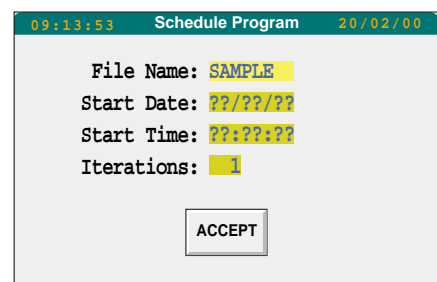 09:13:53 Schedule Program 20/02/00
File Name: SAMPLE
Start Date: ??/??/??
Start Time: ??:??:??
Iterations: 1
ACCEPT